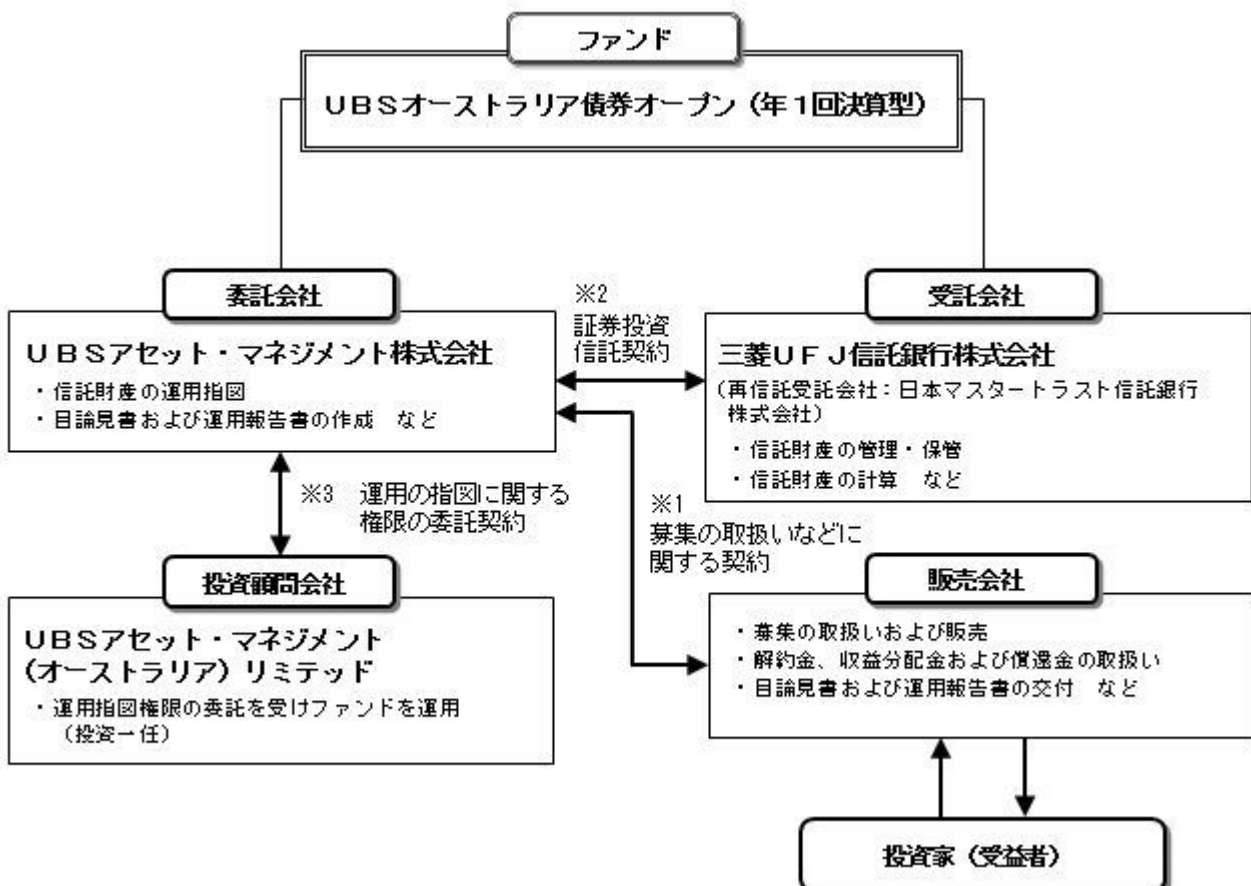 ファンド
UBSオーストラリア債券オープン（年１回決算型）
委託会社
UBSアセット・マネジメント株式会社
・信託財産の運用指図
・目論見書および運用報告書の作成　など
※2
証券投資
信託契約
受託会社
三菱UFJ信託銀行株式会社
（再信託受託会社：日本マスタートラスト信託銀行
株式会社）
・信託財産の管理・保管
・信託財産の計算　など
※3　運用の指図に関する
権限の委託契約
※1
募集の取扱いなどに
関する契約
投資顧問会社
UBSアセット・マネジメント
（オーストラリア）リミテッド
・運用指図権限の委託を受けファンドを運用
（投資一任）
販売会社
・募集の取扱いおよび販売
・解約金、収益分配金および償還金の取扱い
・目論見書および運用報告書の交付　など
投資家（受益者）